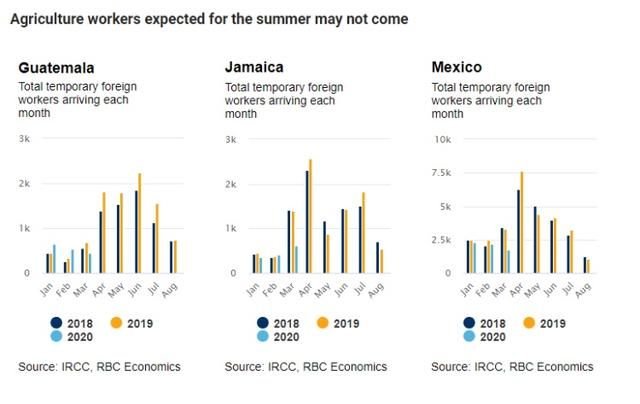 Agriculture workers expected for the summer may not come
Guatemala
Total temporary foreign
workers arriving each
month
3k
2k
1k
0
Jan
Feb
Mar
Apr
May
Jun
Jul
Aug
2018
2019
2020
Source: IRCC, RBC Economics
Jamaica
Total temporary foreign
workers arriving each
month
3k
2k
1k
0
Jan
Feb
Mar
Apr
May
Jun
Jul
Aug
2018
2019
2020
Source: IRCC, RBC Economics
Mexico
Total temporary foreign
workers arriving each
month
10k
7.5k
5k
2.5k
0
Jan
Feb
Mar
Apr
May
Jun
Jul
Aug
2018
2019
2020
Source: IRCC, RBC Economics